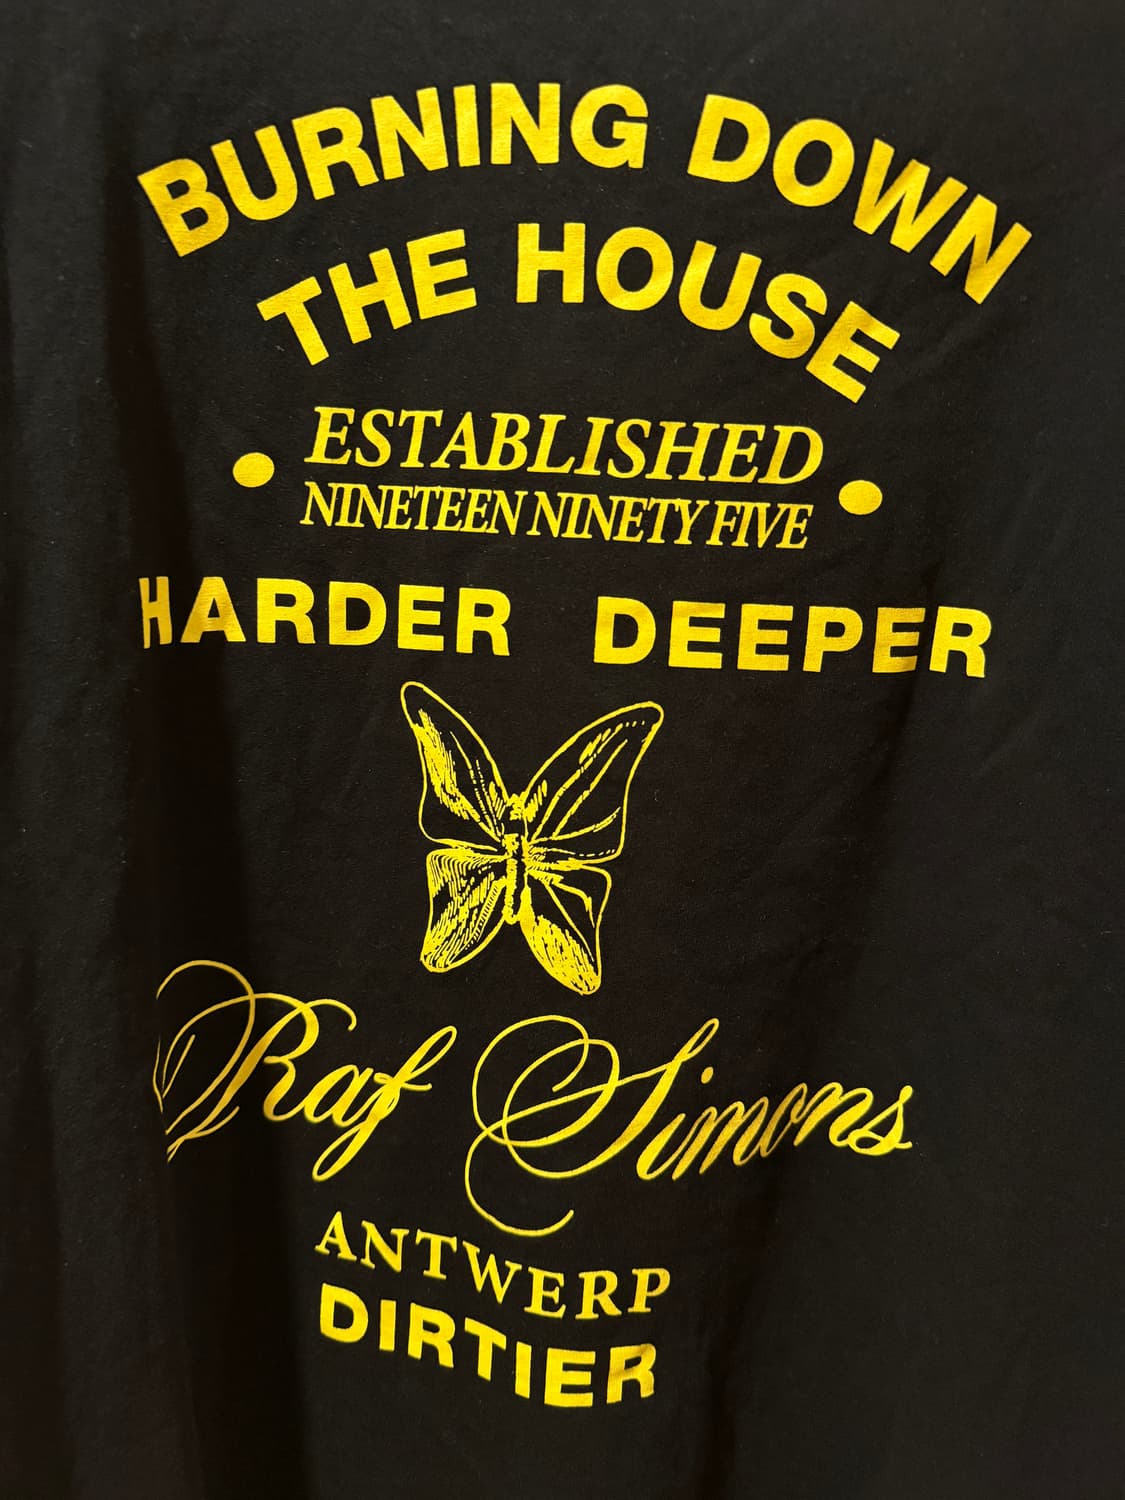 BURNING DOWN
THE HOUSE
ESTABLISHED
NINETEEN NINETY FIVE
HARDER DEEPER
Raf Simons
ANTWERP
DIRTIER